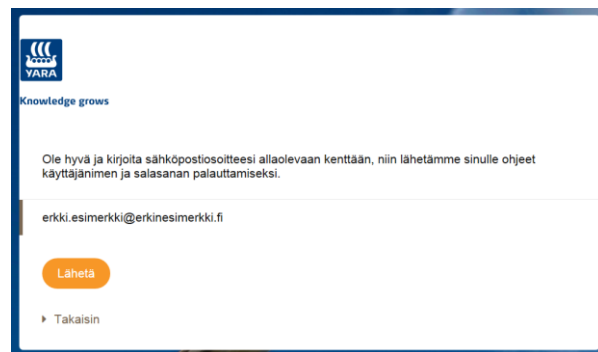 YARA
Knowledge grows
Ole hyvä ja kirjoita sähköpostiosoitteesi allaolevaan kenttään, niin lähetämme sinulle ohjeet
käyttäjänimen ja salasanan palauttamiseksi.
erkki.esimerkki@erkinesimerkki.fi
Lähetä
Takaisin